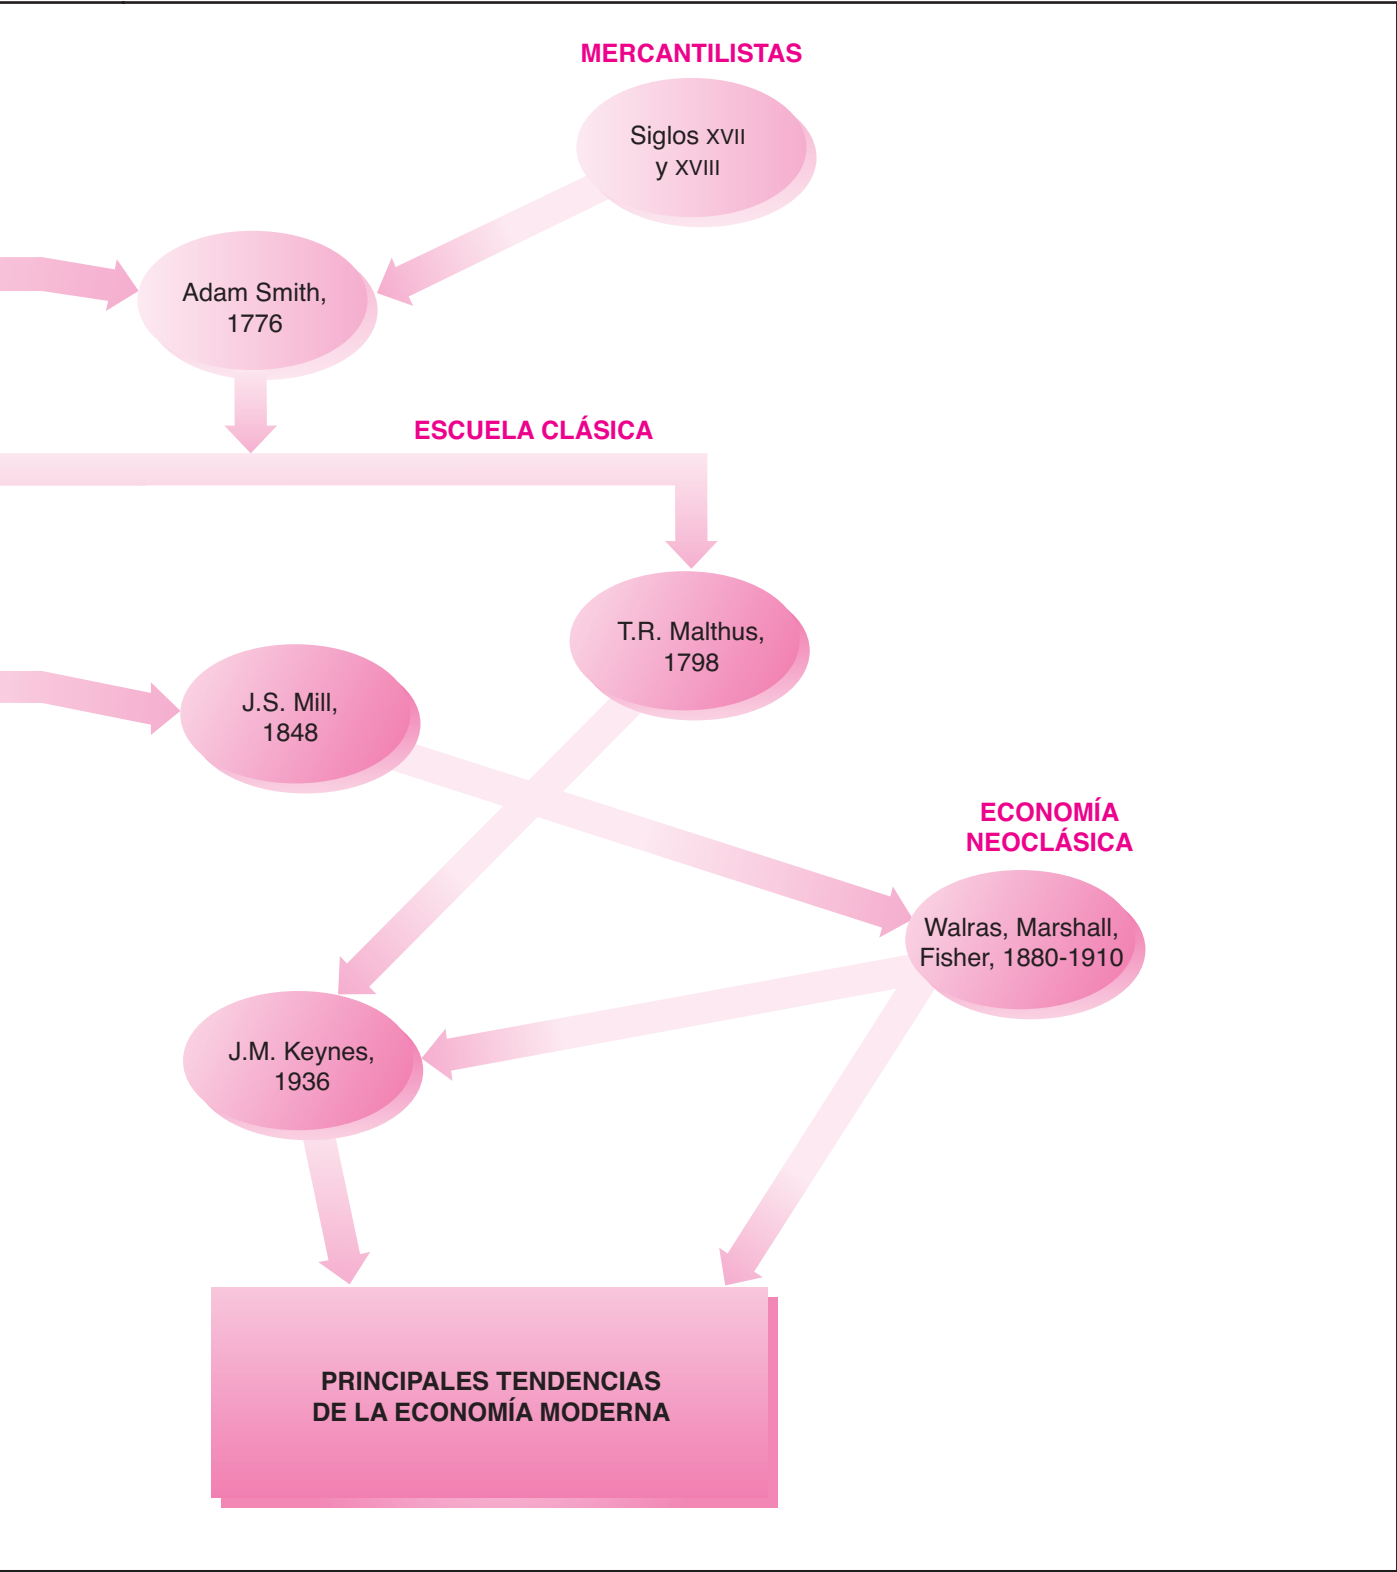 MERCANTILISTAS
Siglos XVII
y XVIII
Adam Smith,
1776
ESCUELA CLÁSICA
T.R. Malthus,
1798
J.S. Mill,
1848
ECONOMÍA
NEOCLÁSICA
Walras, Marshall,
Fisher, 1880-1910
J.M. Keynes,
1936
PRINCIPALES TENDENCIAS
DE LA ECONOMÍA MODERNA